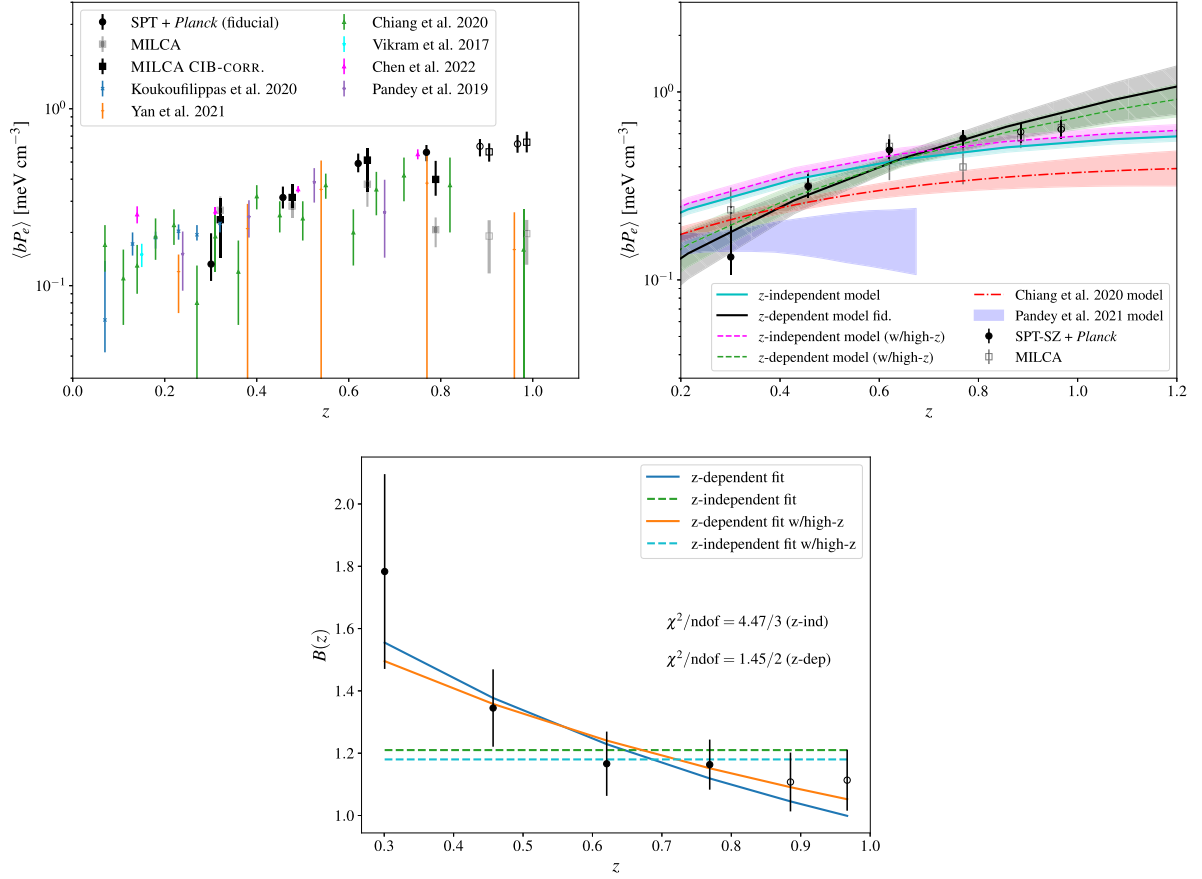 SPT + Planck (fiducial)
MILCA
MILCA CIB-CORR.
Koukoufilippas et al. 2020
Yan et al. 2021
Chiang et al. 2020
Vikram et al. 2017
Chen et al. 2022
Pandey et al. 2019
10⁰
10⁻¹
⟨bPₑ⟩ [meV cm⁻³]
0.0 0.2 0.4 0.6 0.8 1.0
z
10⁰
10⁻¹
⟨bPₑ⟩ [meV cm⁻³]
z-independent model
z-dependent model fid.
z-independent model (w/high-z)
z-dependent model (w/high-z)
Chiang et al. 2020 model
Pandey et al. 2021 model
SPT-SZ + Planck
MILCA
0.2 0.4 0.6 0.8 1.0 1.2
z
z-dependent fit
z-independent fit
z-dependent fit w/high-z
z-independent fit w/high-z
χ²/ndof = 4.47/3 (z-ind)
χ²/ndof = 1.45/2 (z-dep)
2.0
1.8
1.6
1.4
1.2
1.0
B(z)
0.3 0.4 0.5 0.6 0.7 0.8 0.9 1.0
z